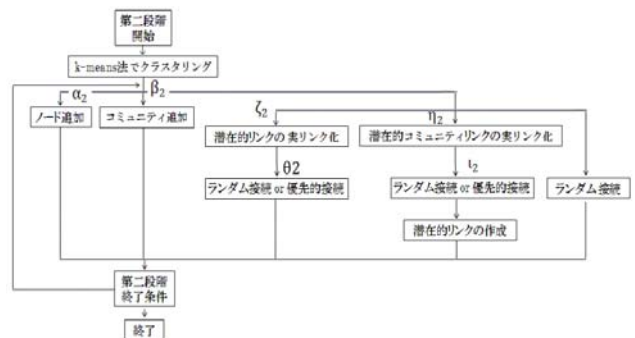 第二段階
開始
k-means法でクラスタリング
α₂
β₂
ζ₂
η₂
ノード追加
コミュニティ追加
潜在的リンクの実リンク化
潜在的コミュニティリンクの実リンク化
θ2
ι₂
ランダム接続 or 優先的接続
ランダム接続 or 優先的接続
ランダム接続
潜在的リンクの作成
第二段階
終了条件
終了